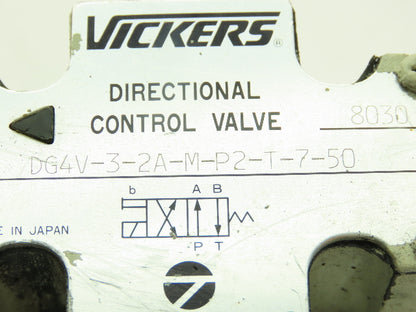 VICKERS®
DIRECTIONAL
CONTROL VALVE 8030
DG4V-3-2A-M-P2-T-7-50
b A B
E IN JAPAN
P T